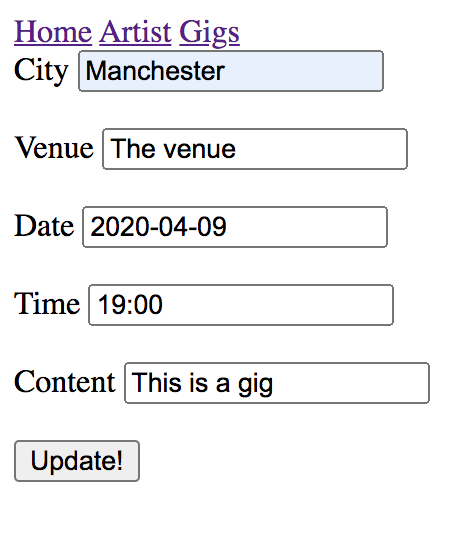 Home Artist Gigs
City Manchester
Venue The venue
Date 2020-04-09
Time 19:00
Content This is a gig
Update!